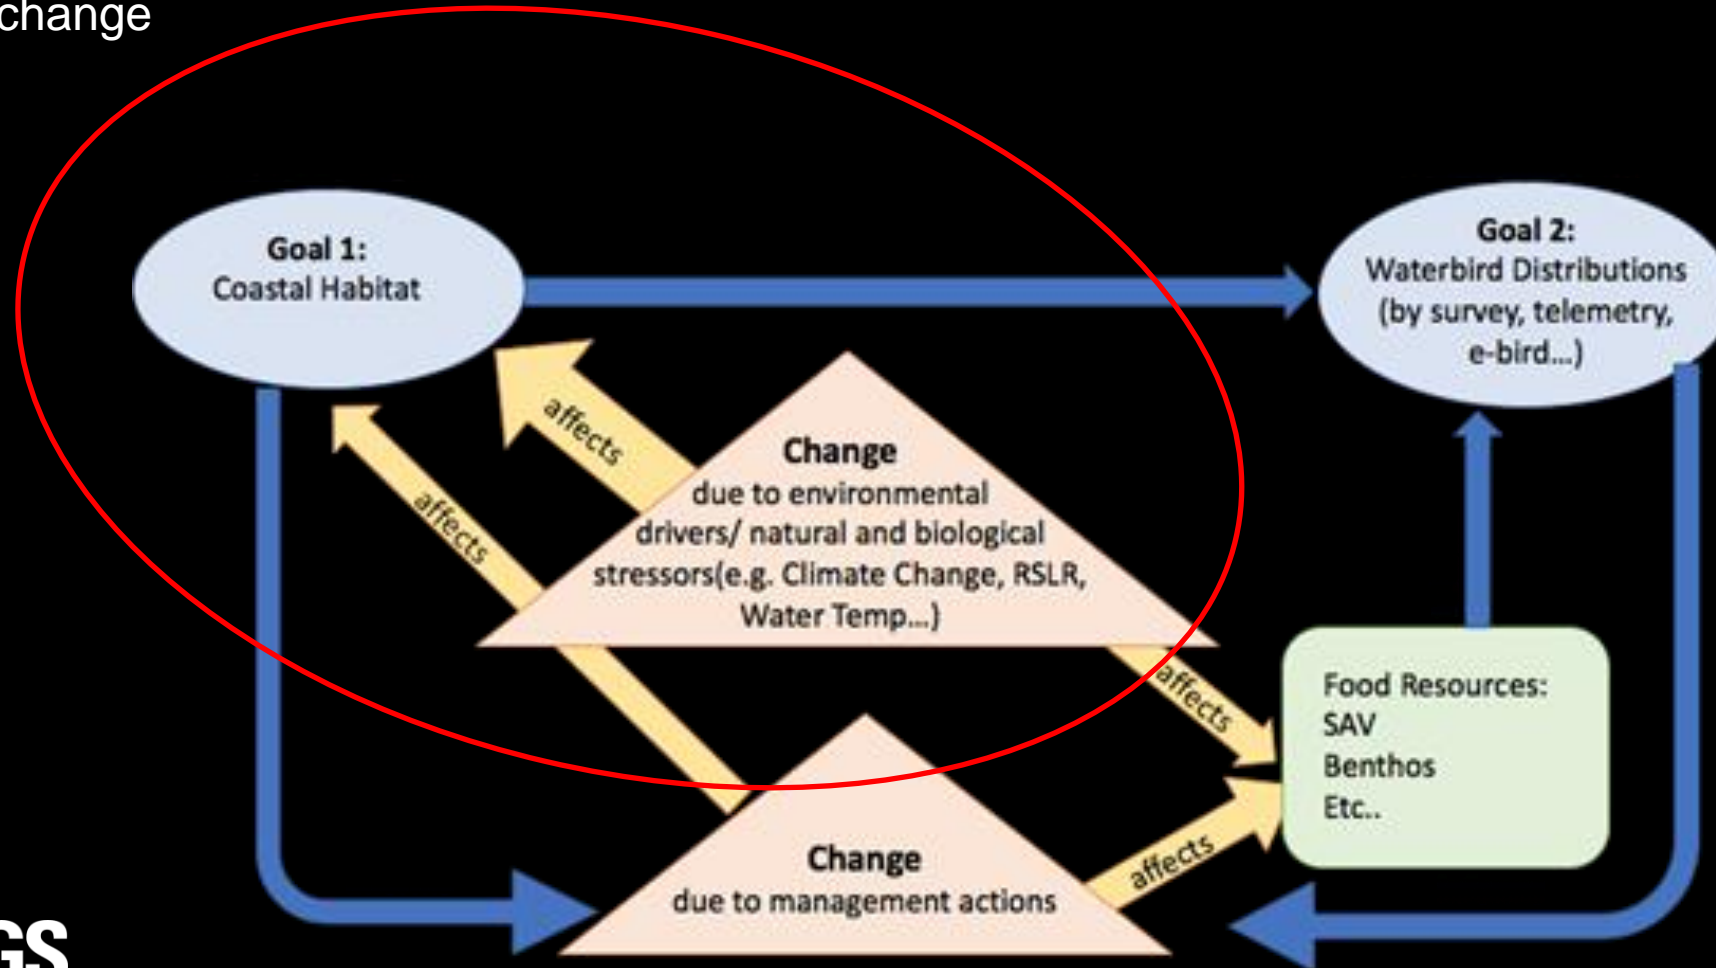 change
Goal 1:
Coastal Habitat
Goal 2:
Waterbird Distributions
(by survey, telemetry,
e-bird...)
affects
affects
Change
due to environmental
drivers/ natural and biological
stressors(e.g. Climate Change, RSLR,
Water Temp...)
affects
Food Resources:
SAV
Benthos
Etc..
affects
Change
due to management actions
GS